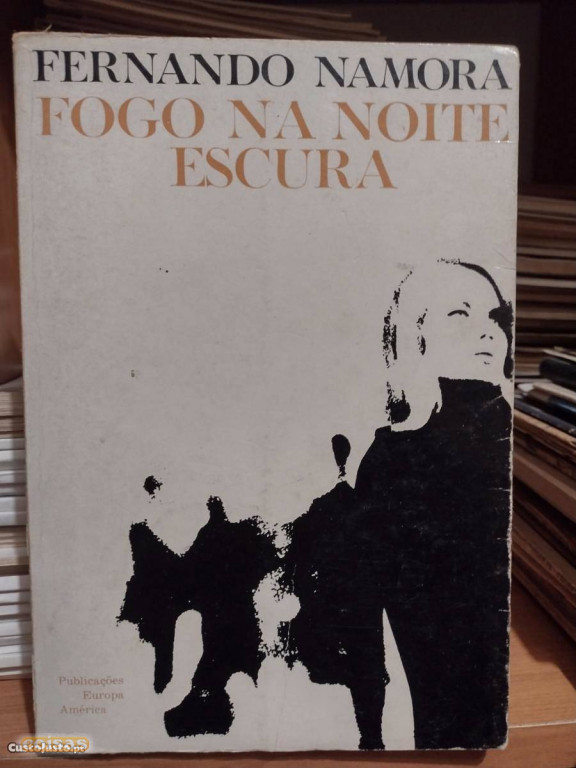 FERNANDO NAMORA
FOGO NA NOITE
ESCURA
Publicações
Europa
América
CustoJusto.pt